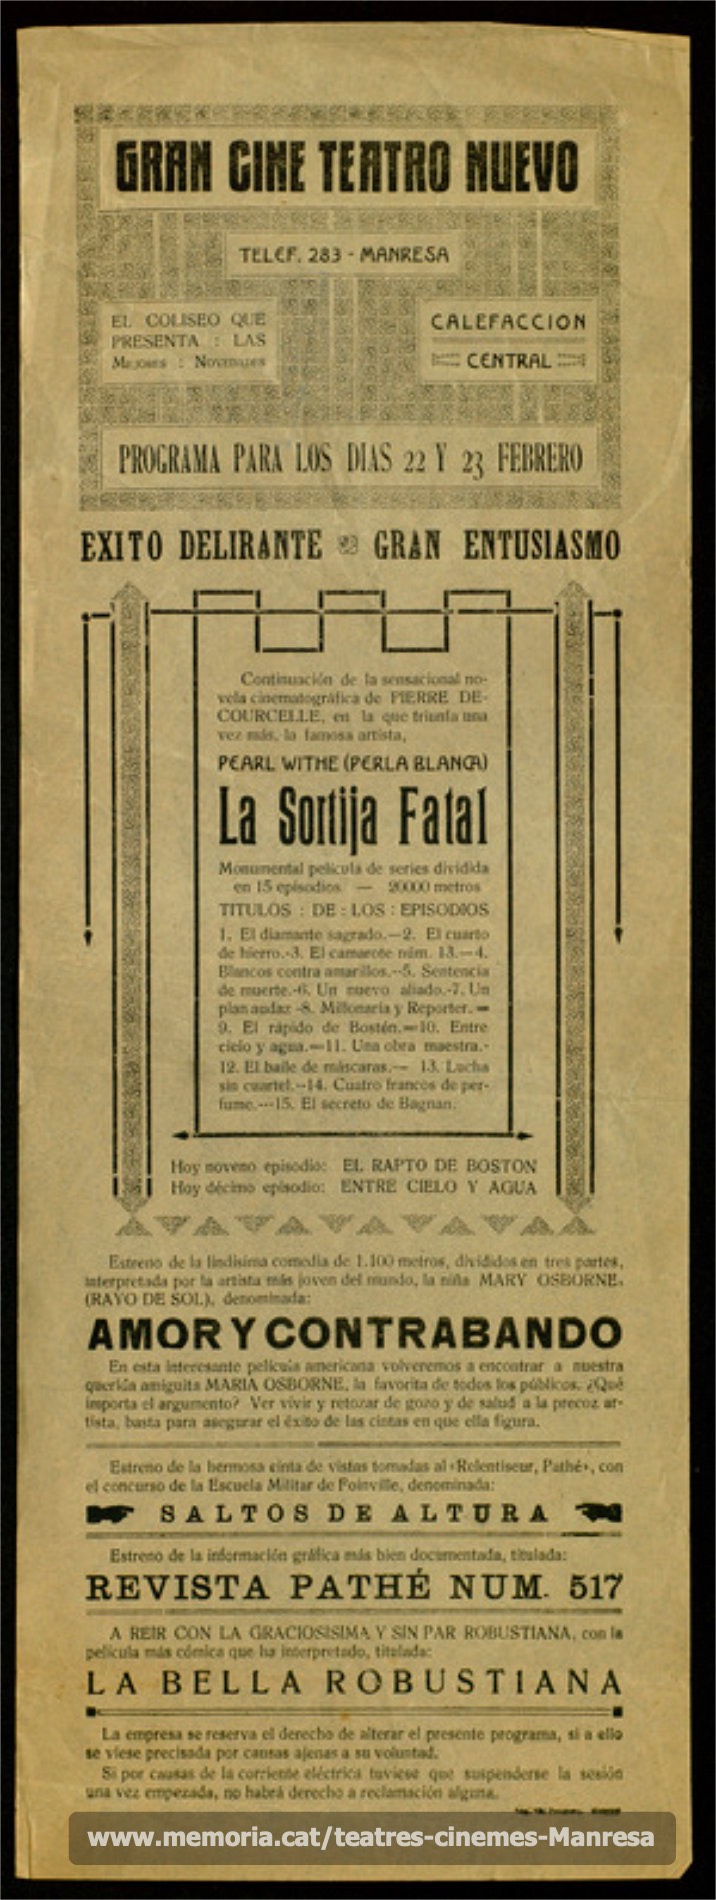 GRAN CINE TEATRO NUEVO
TELEF. 283 - MANRESA
EL COLISEO QUE
PRESENTA : LAS
Mejores : Novedades
CALEFACCION
CENTRAL
PROGRAMA PARA LOS DIAS 22 Y 23 FEBRERO
EXITO DELIRANTE GRAN ENTUSIASMO
Continuación de la sensacional no-
vela cinematográfica de PIERRE DE-
COURCELLE, en la que triunfa una
vez más, la famosa artista,
PEARL WITHE (PERLA BLANCA)
La Sortija Fatal
Monumental película de series dividida
en 15 episodios — 20000 metros
TITULOS : DE : LOS : EPISODIOS
1. El diamante sagrado.—2. El cuarto
de hierro.-3. El camarote núm. 13.—4.
Blancos contra amarillos.--5. Sentencia
de muerte.-6. Un nuevo aliado.-7. Un
plan audaz -8. Millonaria y Reporter.—
9. El rápido de Bostón.—10. Entre
cielo y agua.—11. Una obra maestra.-
12. El baile de máscaras.— 13. Lucha
sin cuartel.--14. Cuatro francos de per-
fume.---15. El secreto de Bagnan.
Hoy noveno episodio: EL RAPTO DE BOSTON
Hoy décimo episodio: ENTRE CIELO Y AGUA
Estreno de la lindísima comedia de 1.100 metros, divididos en tres partes,
interpretada por la artista más joven del mundo, la niña MARY OSBORNE,
(RAYO DE SOL), denominada:
AMOR Y CONTRABANDO
En esta interesante película americana volveremos a encontrar a nuestra
querida amiguita MARIA OSBORNE, la favorita de todos los públicos. ¿Qué
importa el argumento? Ver vivir y retozar de gozo y de salud a la precoz ar-
tista, basta para asegurar el éxito de las cintas en que ella figura.
Estreno de la hermosa cinta de vistas tomadas al «Relentiseur, Pathé», con
el concurso de la Escuela Militar de Foinville, denominada:
SALTOS DE ALTURA
Estreno de la información gráfica más bien documentada, titulada:
REVISTA PATHÉ NUM. 517
A REIR CON LA GRACIOSISIMA Y SIN PAR ROBUSTIANA, con la
película más cómica que ha interpretado, titulada:
LA BELLA ROBUSTIANA
La empresa se reserva el derecho de alterar el presente programa, si a ello
se viese precisada por causas ajenas a su voluntad.
Si por causas de la corriente eléctrica tuviese que suspenderse la sesión
una vez empezada, no habrá derecho a reclamación alguna.
www.memoria.cat/teatres-cinemes-Manresa